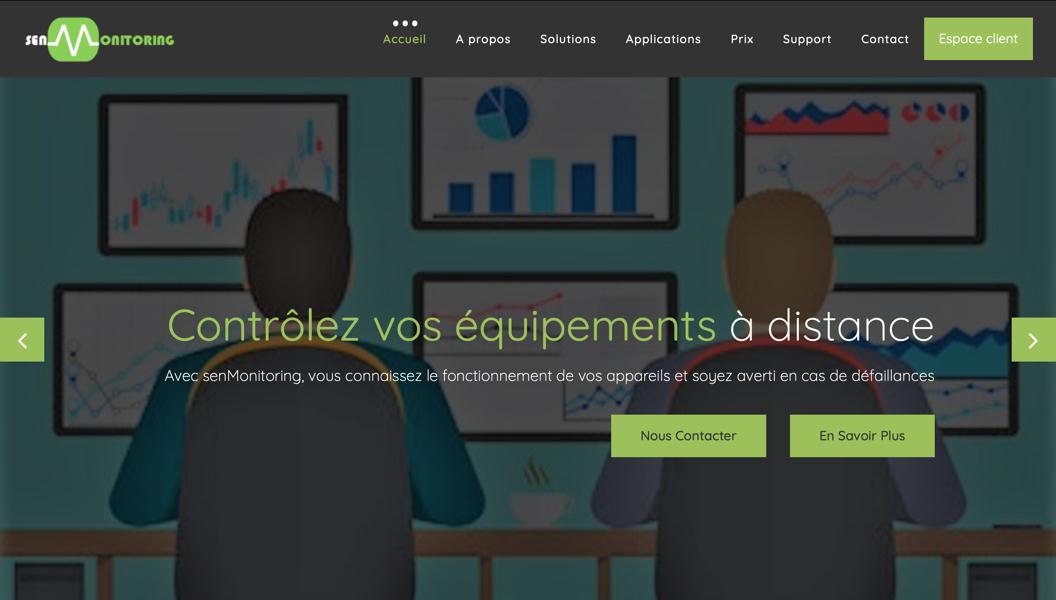 senMonitoring
Accueil
A propos
Solutions
Applications
Prix
Support
Contact
Espace client
Contrôlez vos équipements à distance
Avec senMonitoring, vous connaissez le fonctionnement de vos appareils et soyez averti en cas de défaillances
Nous Contacter
En Savoir Plus